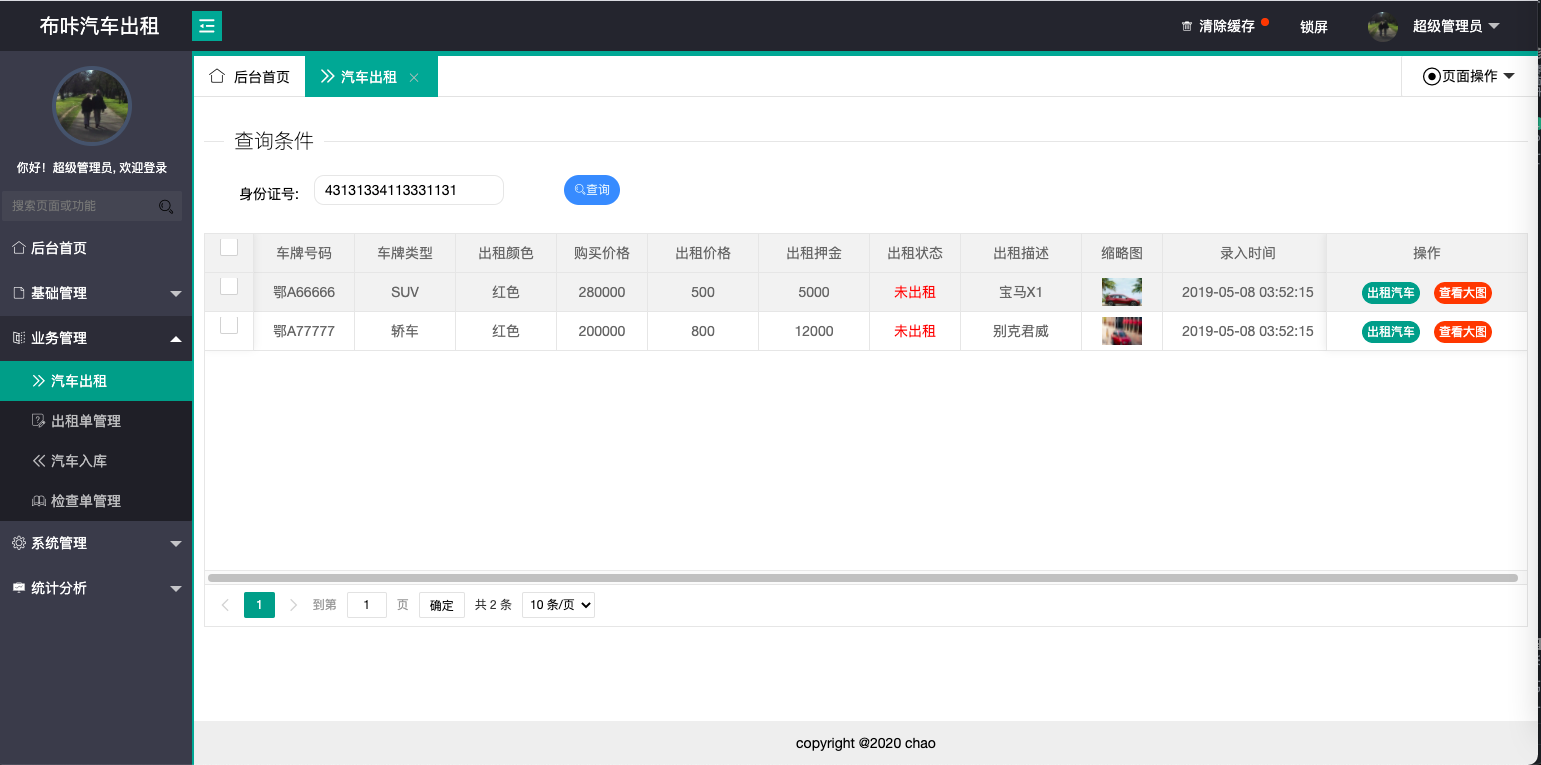 布咔汽车出租
清除缓存
锁屏
超级管理员
你好！超级管理员, 欢迎登录
搜索页面或功能
后台首页
基础管理
业务管理
汽车出租
出租单管理
汽车入库
检查单管理
系统管理
统计分析
后台首页 汽车出租
页面操作
查询条件
身份证号: 43131334113331131 查询
车牌号码 车牌类型 出租颜色 购买价格 出租价格 出租押金 出租状态 出租描述 缩略图 录入时间 操作
鄂A66666 SUV 红色 280000 500 5000 未出租 宝马X1 2019-05-08 03:52:15 出租汽车 查看大图
鄂A77777 轿车 红色 200000 800 12000 未出租 别克君威 2019-05-08 03:52:15 出租汽车 查看大图
1 到第 1 页 确定 共 2 条 10 条/页
copyright @2020 chao